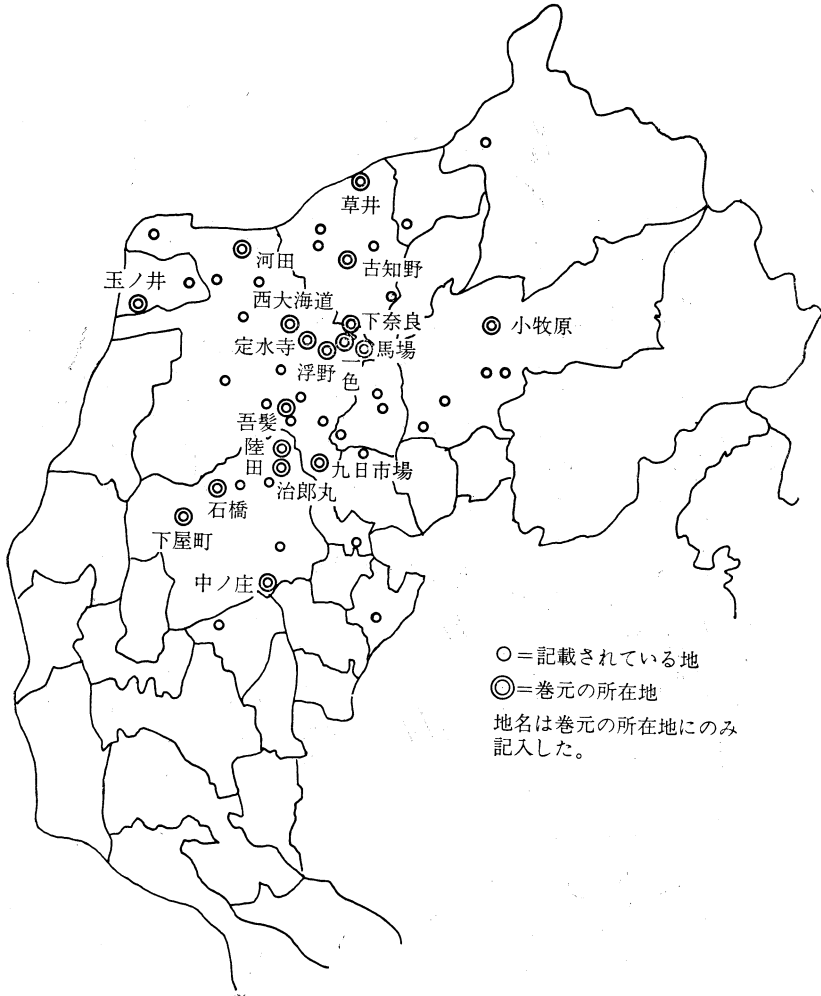 草井
河田
古知野
玉ノ井
西大海道
下奈良
小牧原
定水寺
馬場
浮野
一色
吾鬘
陸田
九日市場
治郎丸
石橋
下屋町
中ノ庄
○=記載されている地
◎=巻元の所在地
地名は巻元の所在地にのみ
記入した。